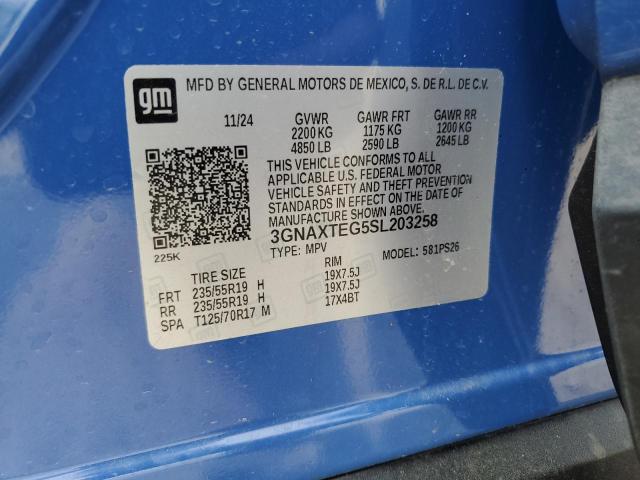 gm
MFD BY GENERAL MOTORS DE MEXICO, S. DE R.L. DE C.V.
11/24 GVWR GAWR FRT GAWR RR
2200 KG 1175 KG 1200 KG
4850 LB 2590 LB 2645 LB
THIS VEHICLE CONFORMS TO ALL
APPLICABLE U.S. FEDERAL MOTOR
VEHICLE SAFETY AND THEFT PREVENTION
STANDARDS IN EFFECT ON THE DATE OF
3GNAXTEG5SL203258
225K
TYPE: MPV MODEL: 581PS26
TIRE SIZE RIM
FRT 235/55R19 H 19X7.5J
RR 235/55R19 H 19X7.5J
SPA T125/70R17 M 17X4BT